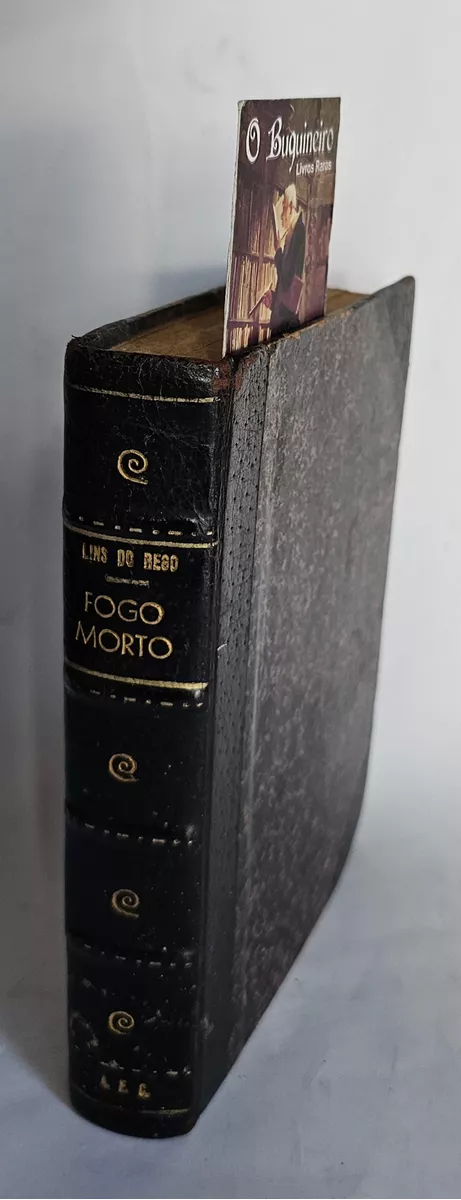 O Buquineiro
Livros Raros
LINS DO REGO
FOGO
MORTO